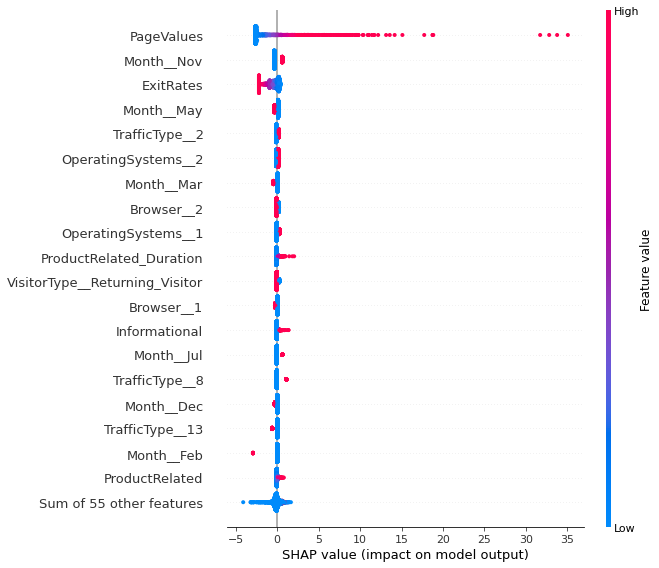 High
PageValues
Month__Nov
ExitRates
Month__May
TrafficType__2
OperatingSystems__2
Month__Mar
Browser__2
OperatingSystems__1
ProductRelated_Duration
VisitorType__Returning_Visitor
Browser__1
Informational
Month__Jul
TrafficType__8
Month__Dec
TrafficType__13
Month__Feb
ProductRelated
Sum of 55 other features
Feature value
Low
−5 0 5 10 15 20 25 30 35
SHAP value (impact on model output)